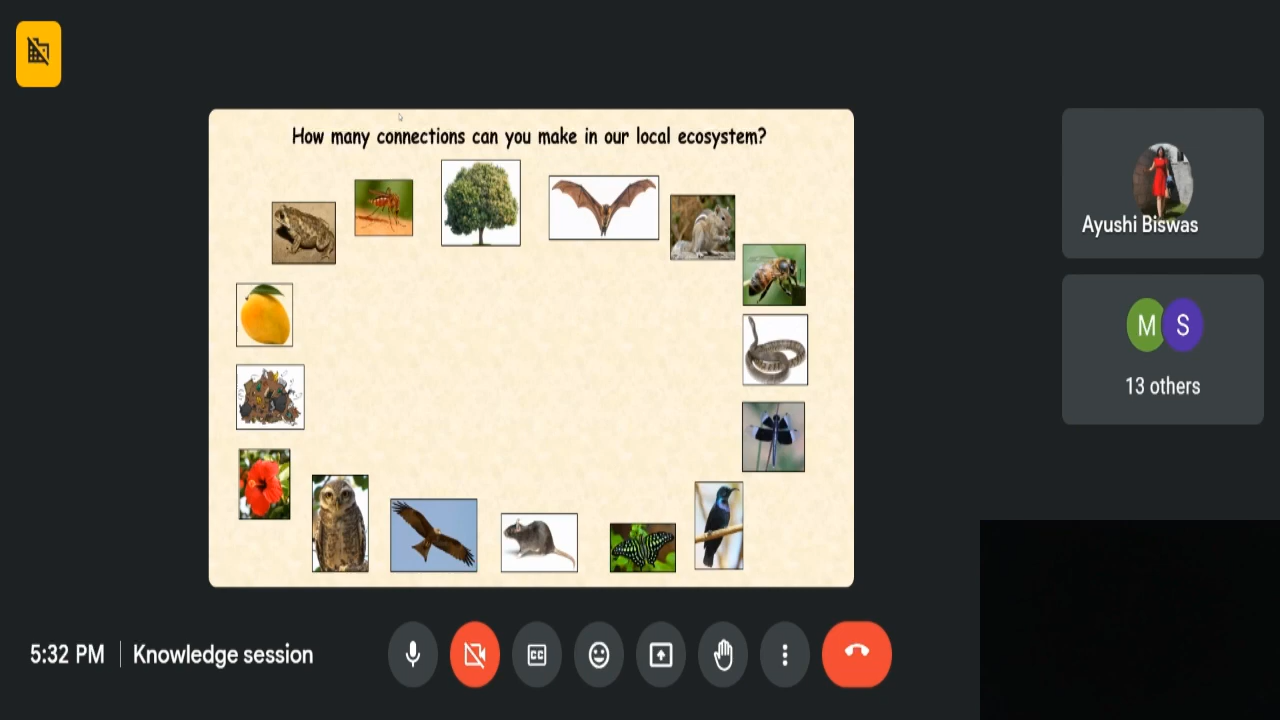 How many connections can you make in our local ecosystem?
Ayushi Biswas
M S
13 others
5:32 PM | Knowledge session
CC